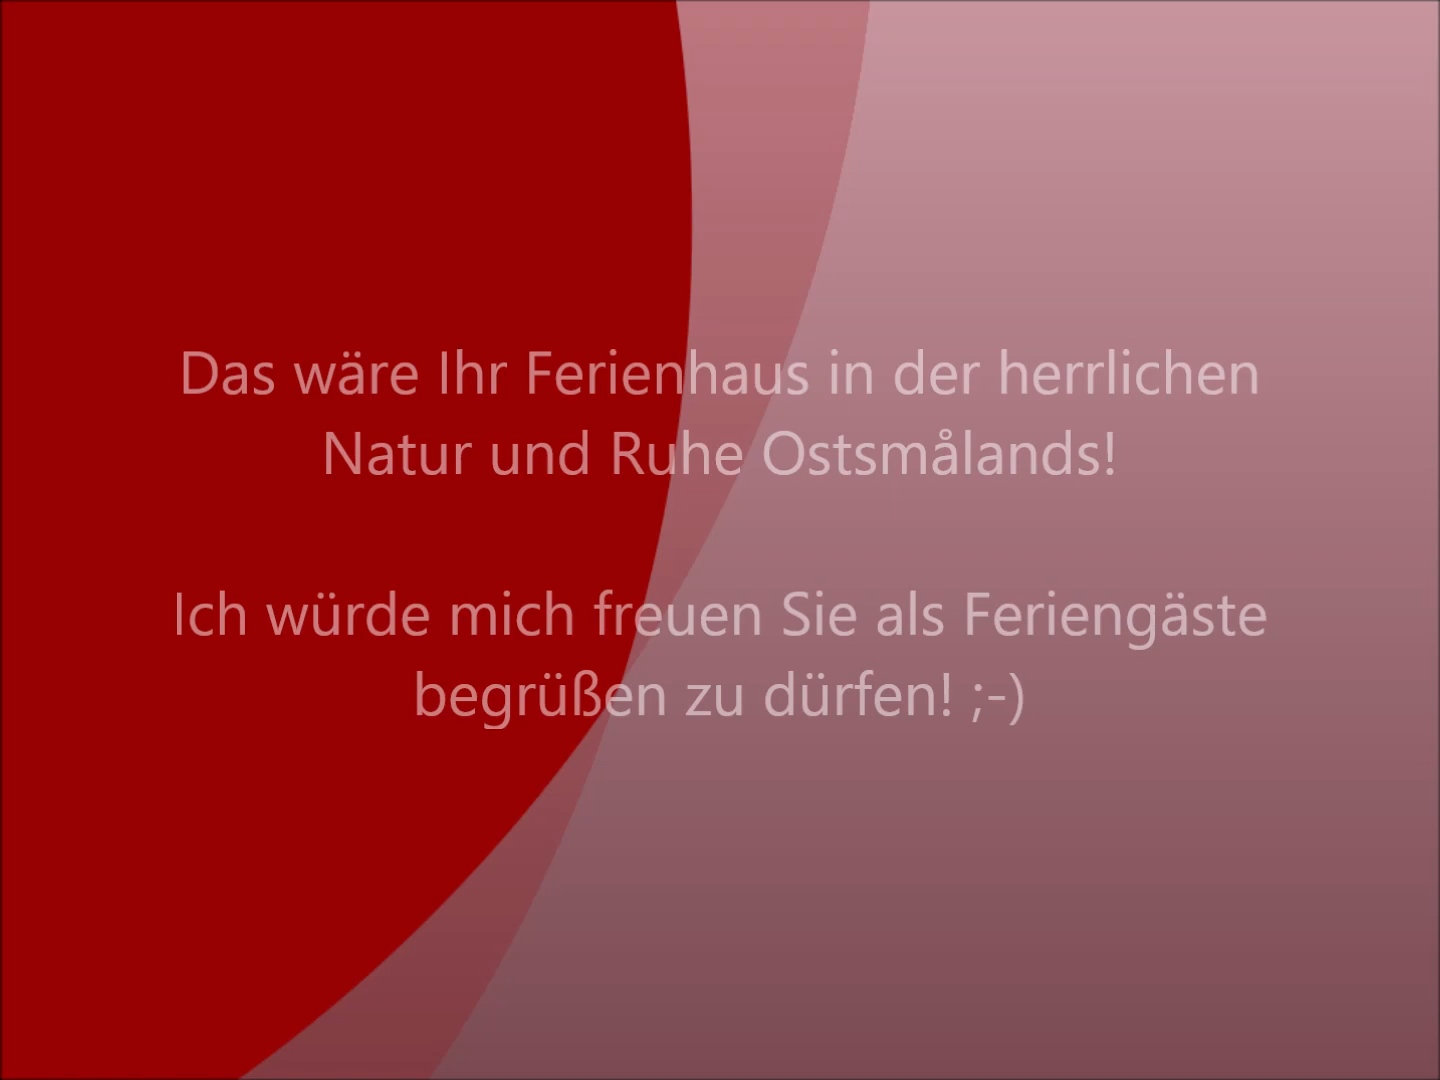 Das wäre Ihr Ferienhaus in der herrlichen
Natur und Ruhe Ostsmålands!
Ich würde mich freuen Sie als Feriengäste
begrüßen zu dürfen! ;-)